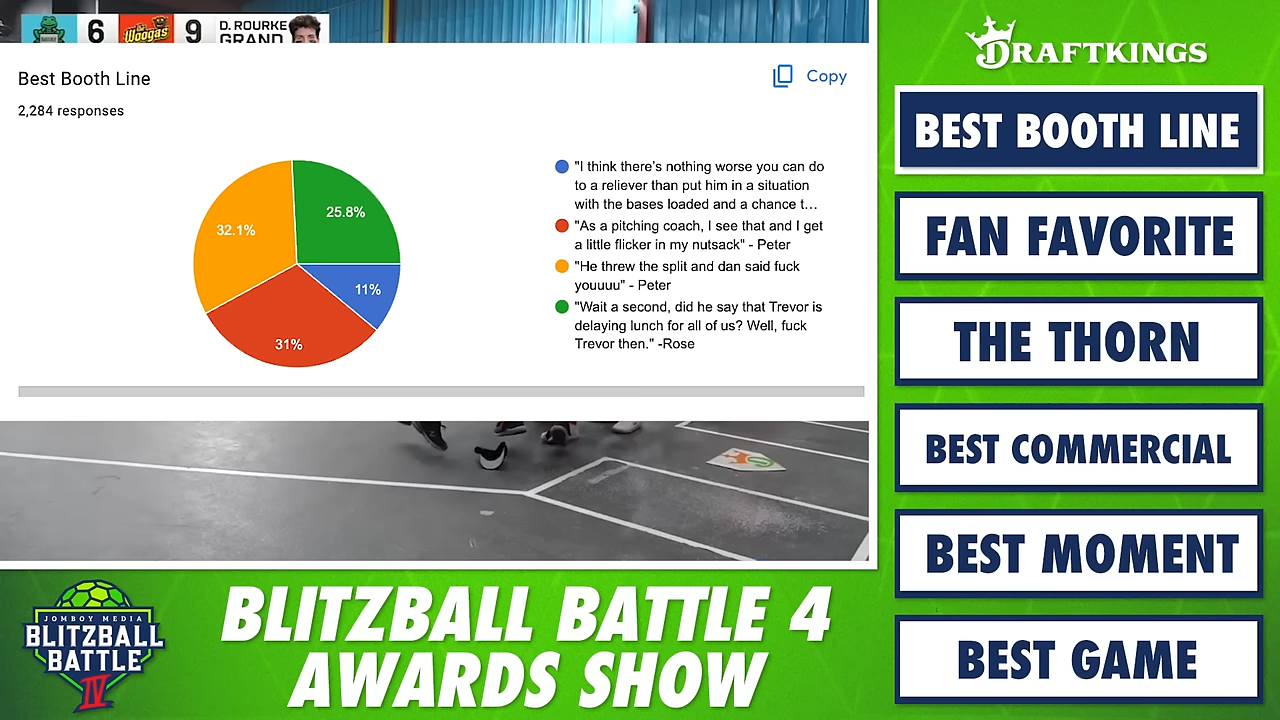 6
Woogas
9
D.ROURKE
GRAND
Best Booth Line
Copy
2,284 responses
25.8%
32.1%
11%
31%
"I think there's nothing worse you can do
to a reliever than put him in a situation
with the bases loaded and a chance t...
"As a pitching coach, I see that and I get
a little flicker in my nutsack" - Peter
"He threw the split and dan said fuck
youuuu" - Peter
"Wait a second, did he say that Trevor is
delaying lunch for all of us? Well, fuck
Trevor then." -Rose
DRAFTKINGS
BEST BOOTH LINE
FAN FAVORITE
THE THORN
BEST COMMERCIAL
BEST MOMENT
BEST GAME
JOMBOY MEDIA
BLITZBALL
BATTLE
IV
BLITZBALL BATTLE 4
AWARDS SHOW